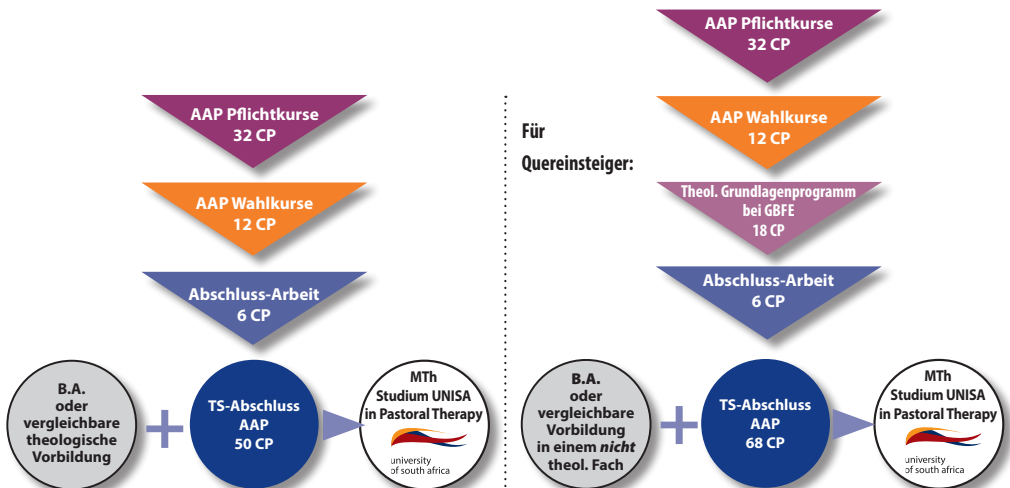 AAP Pflichtkurse
32 CP
AAP Wahlkurse
12 CP
Abschluss-Arbeit
6 CP
B.A.
oder
vergleichbare
theologische
Vorbildung
+
TS-Abschluss
AAP
50 CP
MTh
Studium UNISA
in Pastoral Therapy
university
of south africa
Für
Quereinsteiger:
AAP Pflichtkurse
32 CP
AAP Wahlkurse
12 CP
Theol. Grundlagenprogramm
bei GBFE
18 CP
Abschluss-Arbeit
6 CP
B.A.
oder
vergleichbare
Vorbildung
in einem nicht
theol. Fach
+
TS-Abschluss
AAP
68 CP
MTh
Studium UNISA
in Pastoral Therapy
university
of south africa